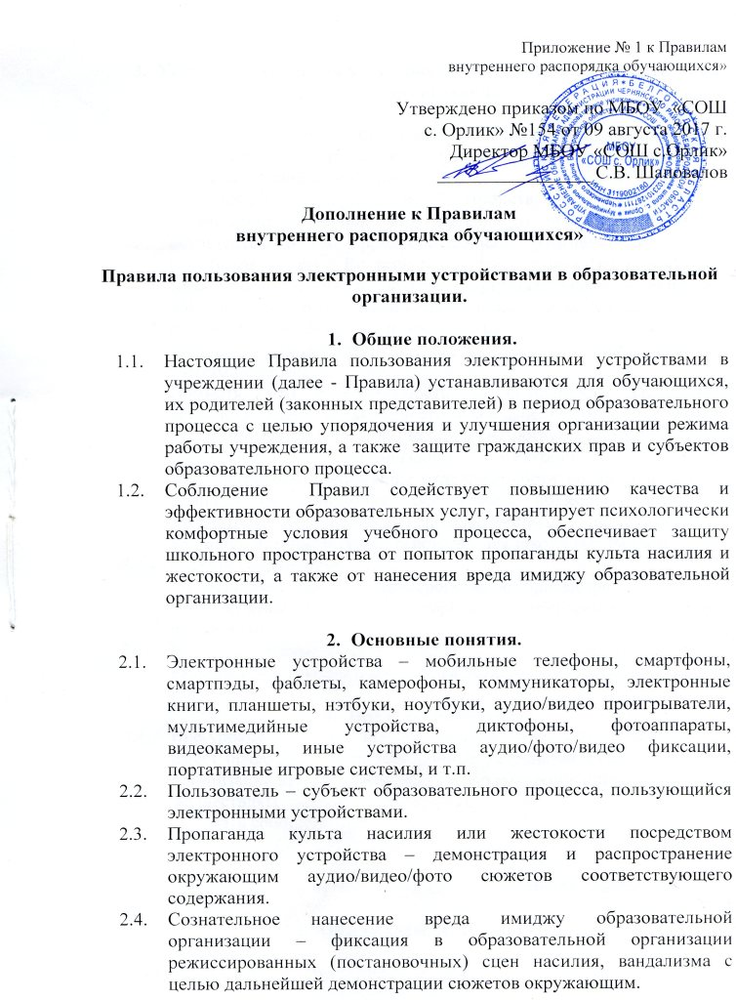 Приложение № 1 к Правилам
внутреннего распорядка обучающихся»
Утверждено приказом по МБОУ «СОШ
с. Орлик» №154 от 09 августа 2017 г.
Директор МБОУ «СОШ с.Орлик»
С.В. Шаповалов
МБОУ
«СОШ с. Орлик»
ИНН 3119002160
Дополнение к Правилам
внутреннего распорядка обучающихся»
Правила пользования электронными устройствами в образовательной
организации.
1. Общие положения.
1.1. Настоящие Правила пользования электронными устройствами в
учреждении (далее - Правила) устанавливаются для обучающихся,
их родителей (законных представителей) в период образовательного
процесса с целью упорядочения и улучшения организации режима
работы учреждения, а также защите гражданских прав и субъектов
образовательного процесса.
1.2. Соблюдение Правил содействует повышению качества и
эффективности образовательных услуг, гарантирует психологически
комфортные условия учебного процесса, обеспечивает защиту
школьного пространства от попыток пропаганды культа насилия и
жестокости, а также от нанесения вреда имиджу образовательной
организации.
2. Основные понятия.
2.1. Электронные устройства – мобильные телефоны, смартфоны,
смартпэды, фаблеты, камерофоны, коммуникаторы, электронные
книги, планшеты, нэтбуки, ноутбуки, аудио/видео проигрыватели,
мультимедийные устройства, диктофоны, фотоаппараты,
видеокамеры, иные устройства аудио/фото/видео фиксации,
портативные игровые системы, и т.п.
2.2. Пользователь – субъект образовательного процесса, пользующийся
электронными устройствами.
2.3. Пропаганда культа насилия или жестокости посредством
электронного устройства – демонстрация и распространение
окружающим аудио/видео/фото сюжетов соответствующего
содержания.
2.4. Сознательное нанесение вреда имиджу образовательной
организации – фиксация в образовательной организации
режиссированных (постановочных) сцен насилия, вандализма с
целью дальнейшей демонстрации сюжетов окружающим.